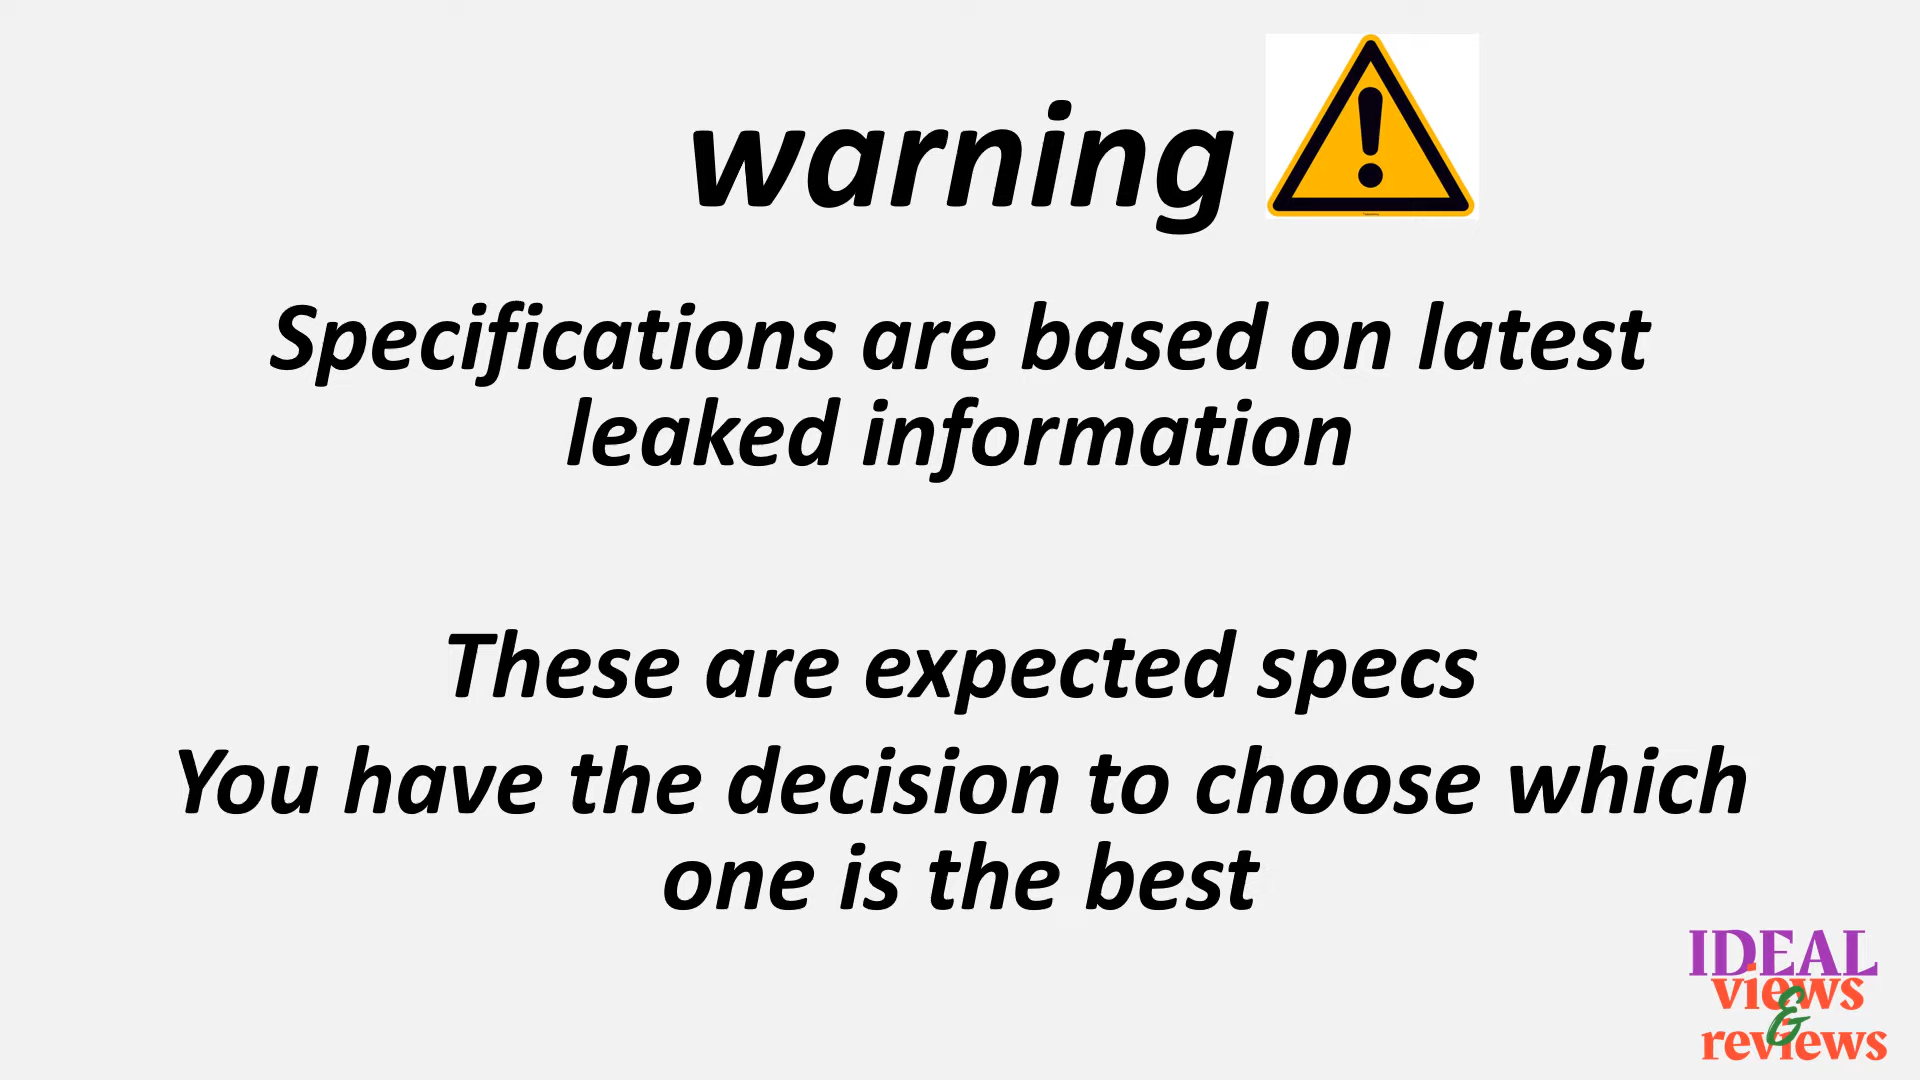 warning
Specifications are based on latest
leaked information
These are expected specs
You have the decision to choose which
one is the best
IDEAL
views
&
reviews